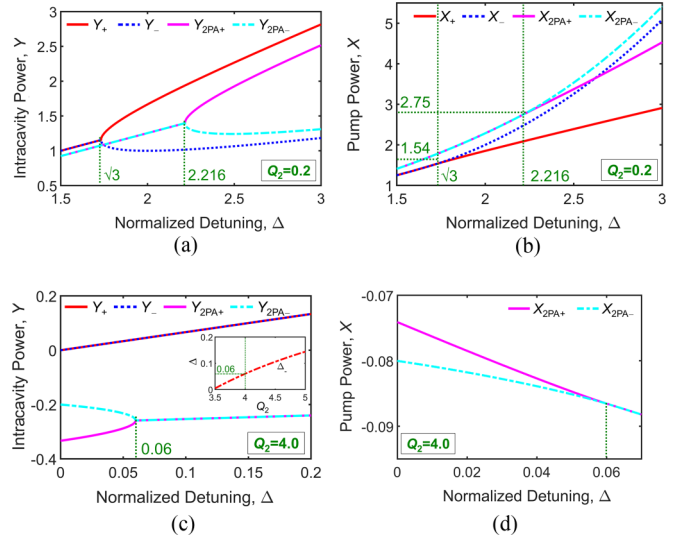 Y₊ Y₋ Y₂PA₊ Y₂PA₋
Intracavity Power, Y
3
2.5
2
1.5
1
0.5
√3
2.216
Q₂=0.2
1.5 2 2.5 3
Normalized Detuning, Δ
(a)
X₊ X₋ X₂PA₊ X₂PA₋
Pump Power, X
5
4
3
2
1
0
2.75
1.54
√3
2.216
Q₂=0.2
1.5 2 2.5 3
Normalized Detuning, Δ
(b)
Y₊ Y₋ Y₂PA₊ Y₂PA₋
Intracavity Power, Y
0.2
0
-0.2
-0.4
0.2
0.1
0
Δ
0.06
Δ₋
3.5 4 4.5 5
Q₂
0.06
Q₂=4.0
0 0.05 0.1 0.15 0.2
Normalized Detuning, Δ
(c)
X₂PA₊ X₂PA₋
Pump Power, X
-0.07
-0.08
-0.09
Q₂=4.0
0 0.02 0.04 0.06
Normalized Detuning, Δ
(d)